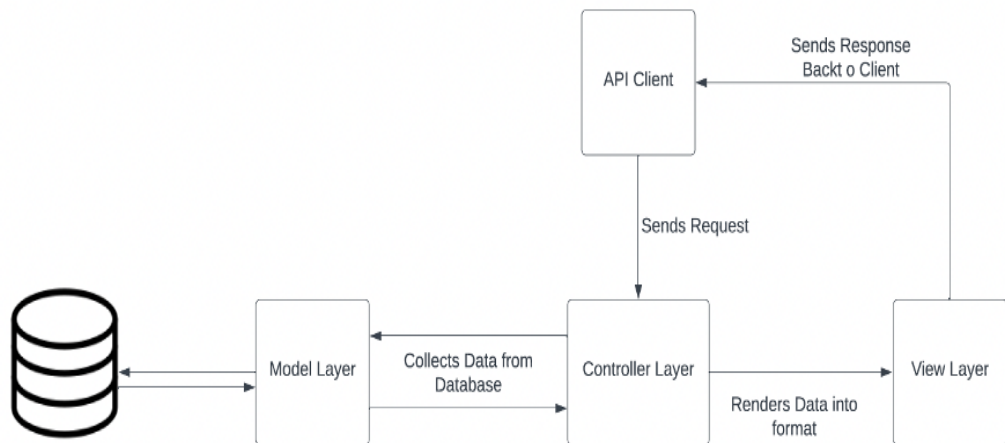 Sends Response
Backt o Client
API Client
Sends Request
Model Layer
Collects Data from
Database
Controller Layer
View Layer
Renders Data into
format